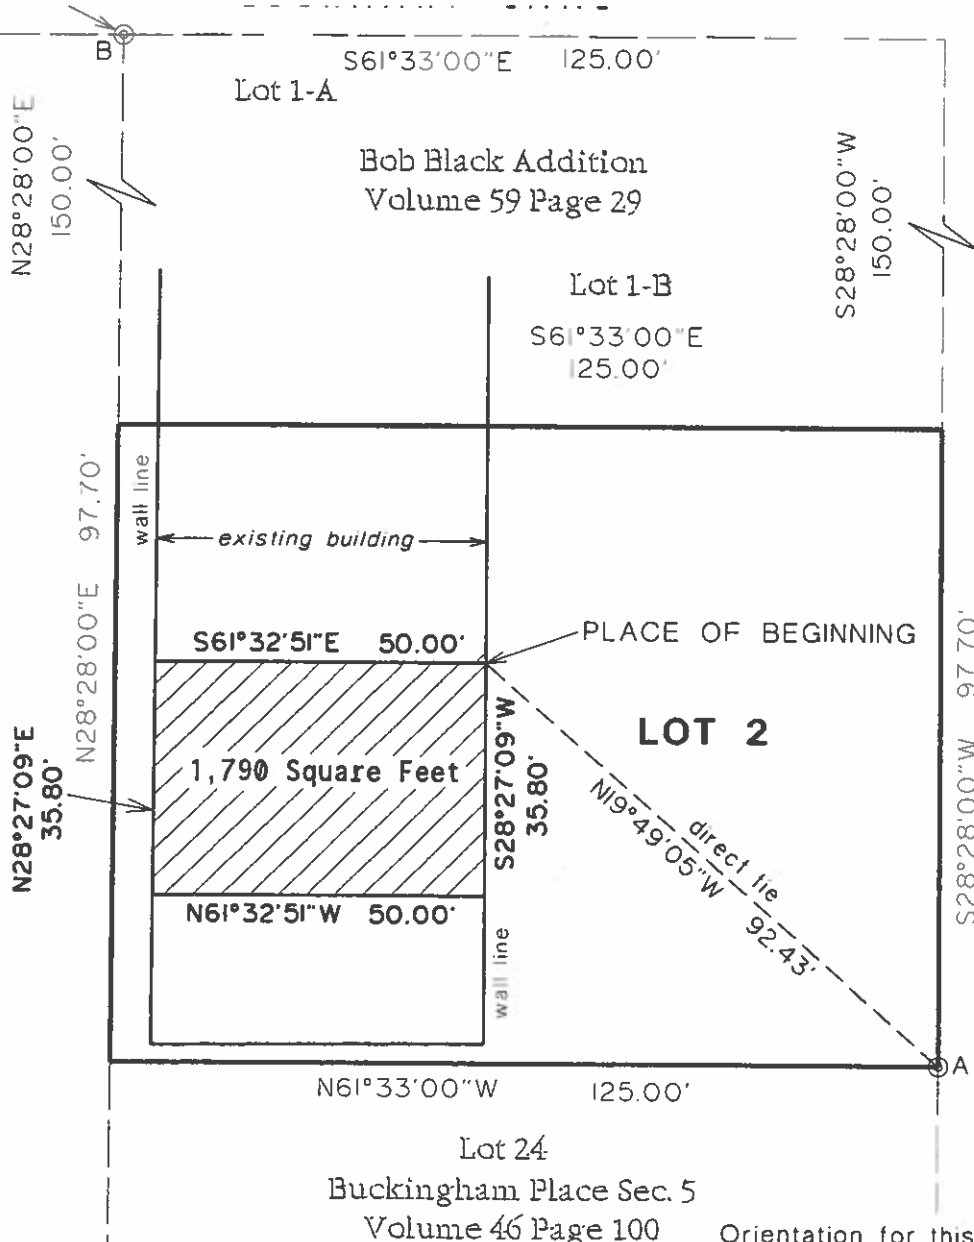 B
S61°33'00"E 125.00'
Lot 1-A
N28°28'00"E
150.00'
Bob Black Addition
Volume 59 Page 29
S28°28'00"W
150.00'
Lot 1-B
S61°33'00"E
125.00'
wall line
N28°28'00"E 97.70'
existing building
S61°32'51"E 50.00'
PLACE OF BEGINNING
LOT 2
N28°27'09"E
35.80'
1,790 Square Feet
S28°27'09"W
35.80'
direct tie
N19°49'05"W 92.43'
S28°28'00"W 97.70'
N61°32'51"W 50.00'
wall line
A
N61°33'00"W 125.00'
Lot 24
Buckingham Place Sec. 5
Volume 46 Page 100
Orientation for this